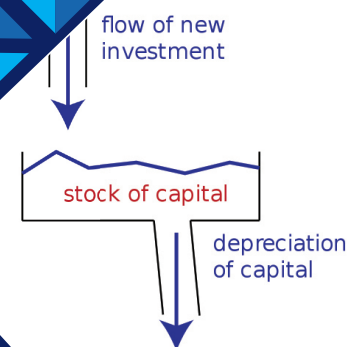 flow of new
investment
stock of capital
depreciation
of capital